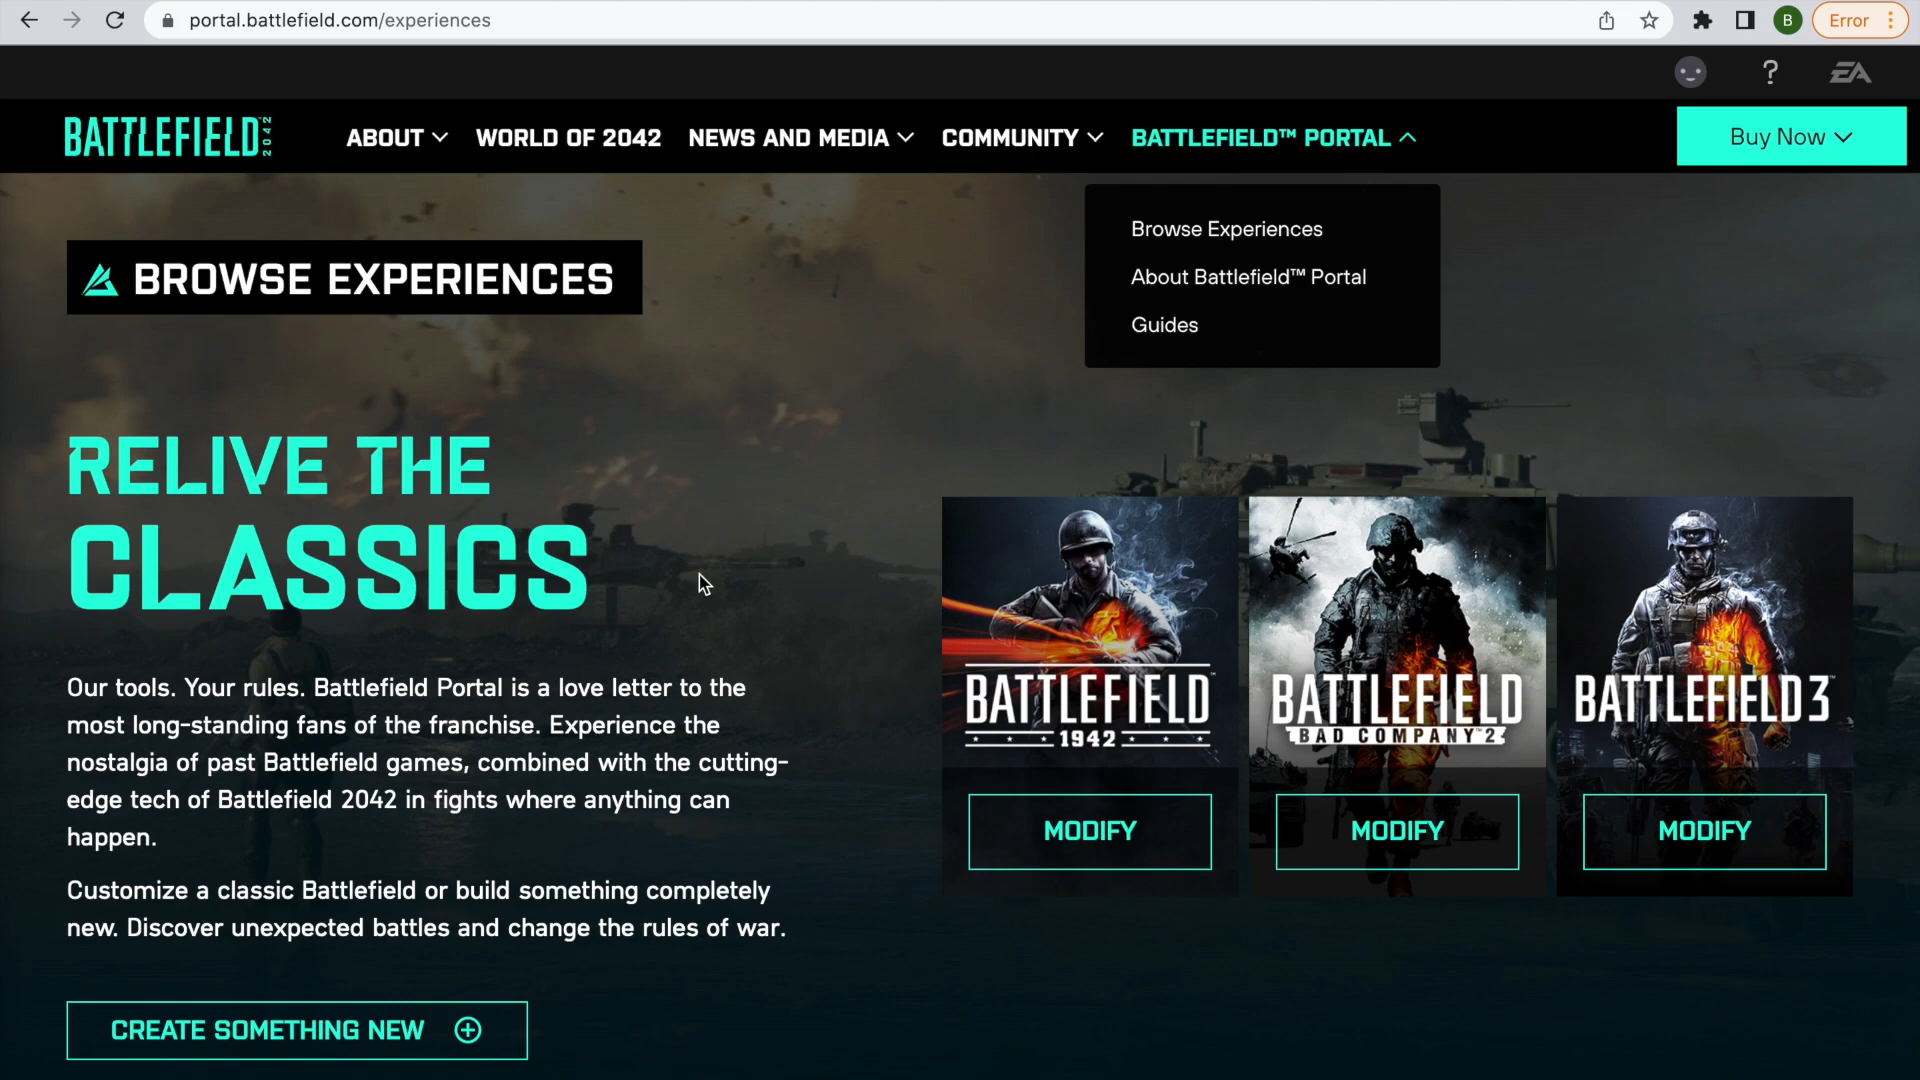 portal.battlefield.com/experiences
B
Error
?
EA
BATTLEFIELD 2042
ABOUT
WORLD OF 2042
NEWS AND MEDIA
COMMUNITY
BATTLEFIELD™ PORTAL
Buy Now
Browse Experiences
About Battlefield™ Portal
Guides
BROWSE EXPERIENCES
RELIVE THE
CLASSICS
Our tools. Your rules. Battlefield Portal is a love letter to the
most long-standing fans of the franchise. Experience the
nostalgia of past Battlefield games, combined with the cutting-
edge tech of Battlefield 2042 in fights where anything can
happen.
Customize a classic Battlefield or build something completely
new. Discover unexpected battles and change the rules of war.
CREATE SOMETHING NEW
BATTLEFIELD™
1942
MODIFY
BATTLEFIELD
BAD COMPANY™2
MODIFY
BATTLEFIELD 3™
MODIFY